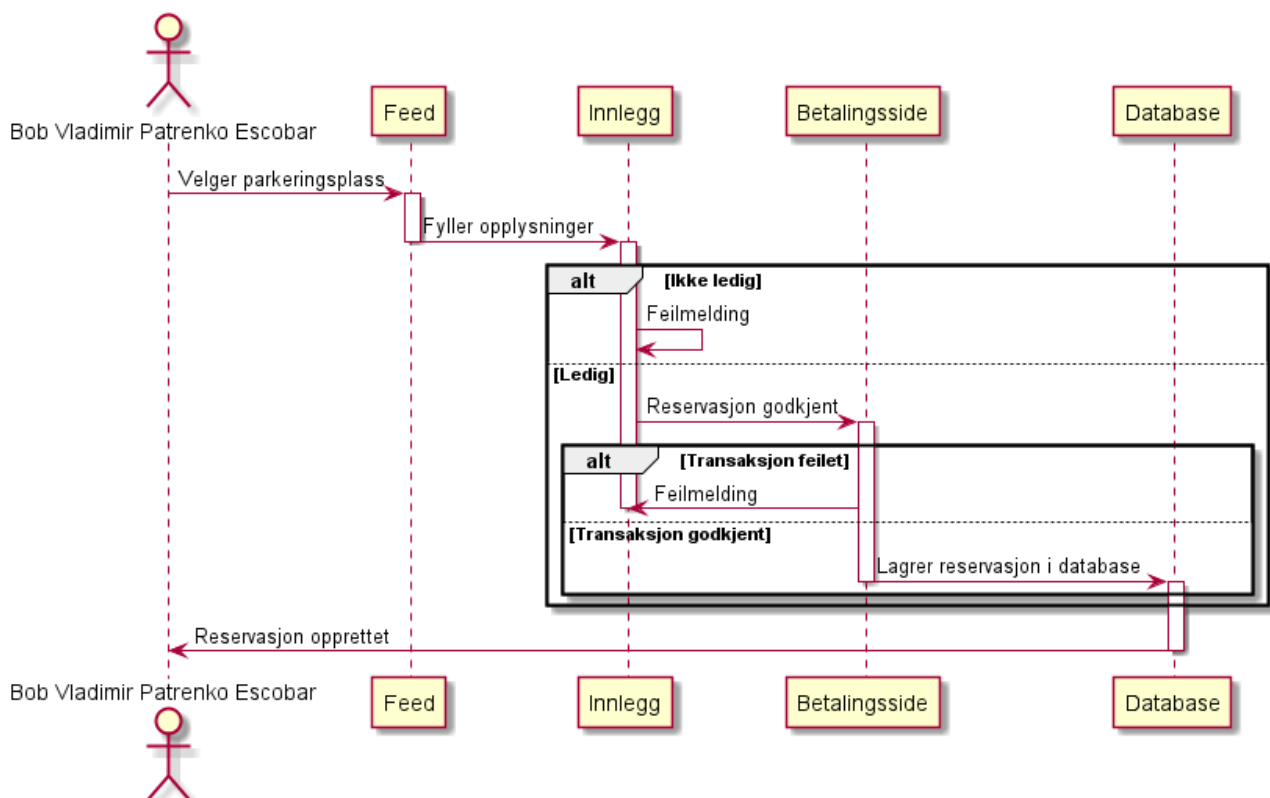 Bob Vladimir Patrenko Escobar
Feed
Innlegg
Betalingsside
Database
Velger parkeringsplass
Fyller opplysninger
alt [Ikke ledig]
Feilmelding
[Ledig]
Reservasjon godkjent
alt [Transaksjon feilet]
Feilmelding
[Transaksjon godkjent]
Lagrer reservasjon i database
Reservasjon opprettet
Bob Vladimir Patrenko Escobar
Feed
Innlegg
Betalingsside
Database